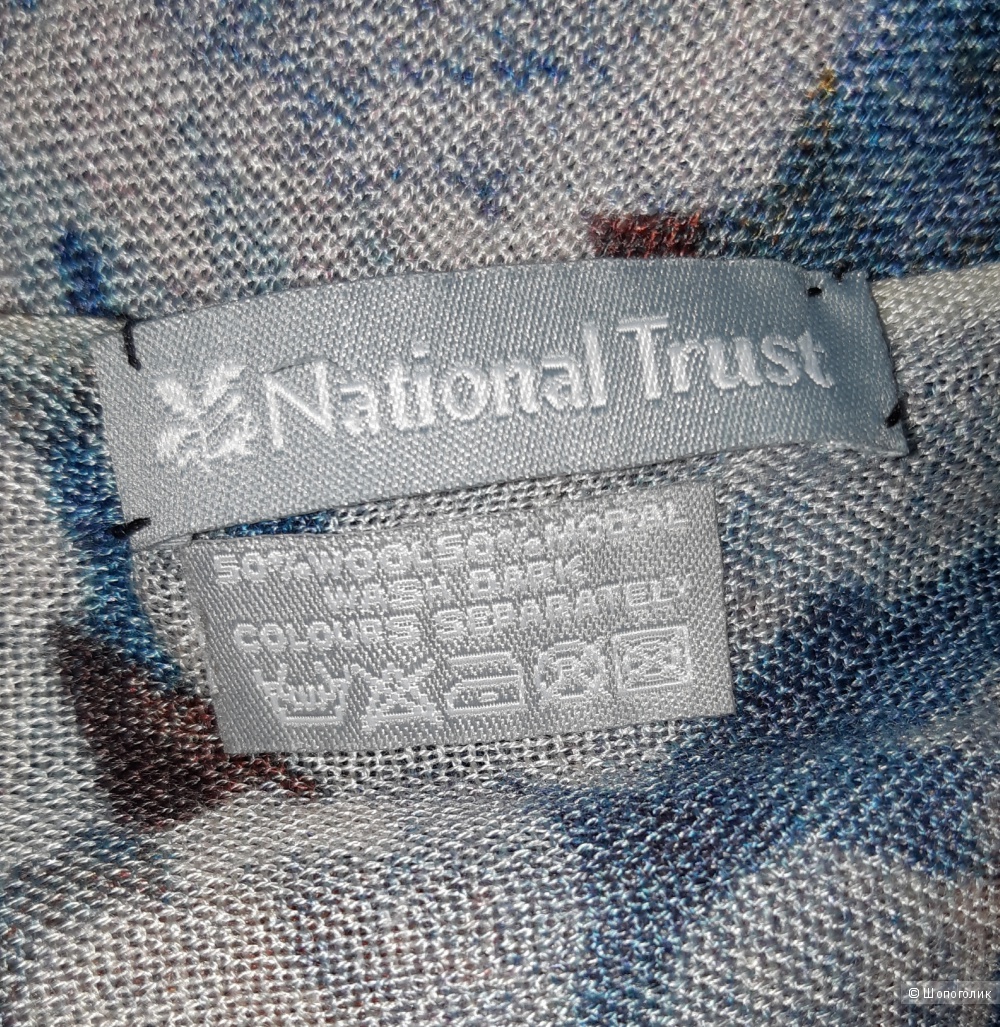 National Trust
50% WOOL 50% MODAL
WASH DARK
COLOURS SEPARATELY
© Шопоголик